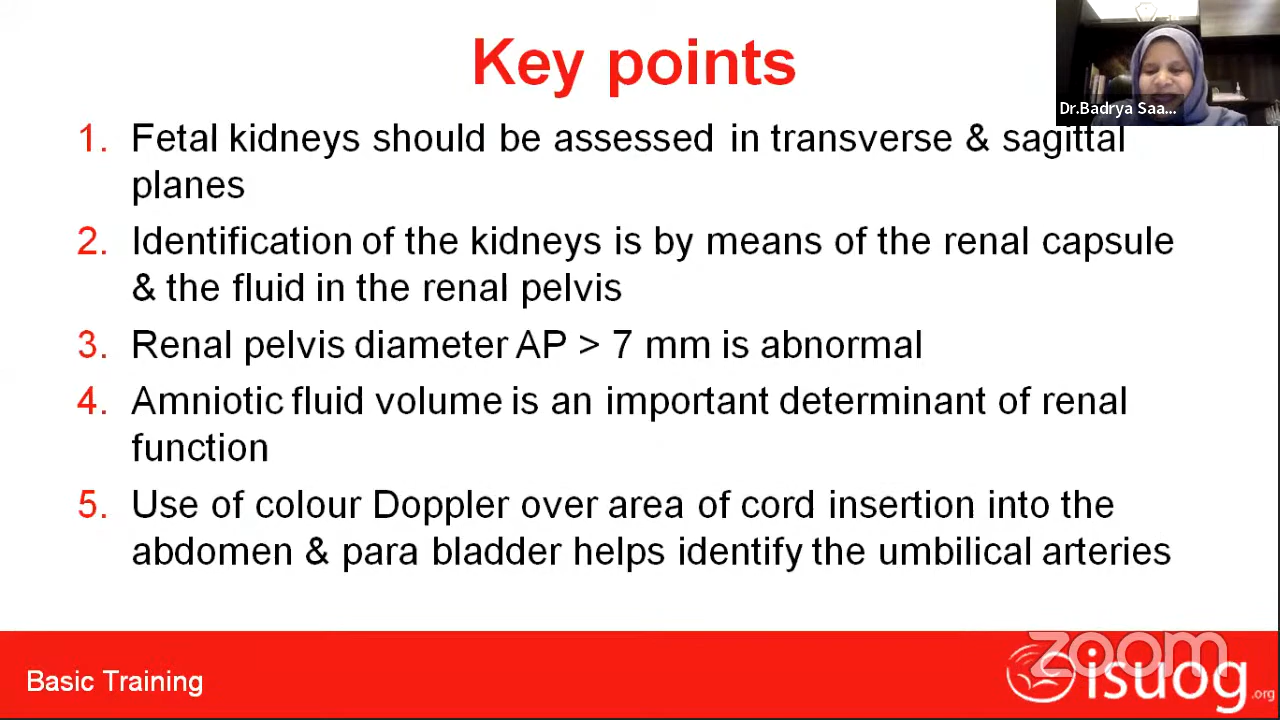 Key points
Dr.Badrya Saa...
1. Fetal kidneys should be assessed in transverse & sagittal
planes
2. Identification of the kidneys is by means of the renal capsule
& the fluid in the renal pelvis
3. Renal pelvis diameter AP > 7 mm is abnormal
4. Amniotic fluid volume is an important determinant of renal
function
5. Use of colour Doppler over area of cord insertion into the
abdomen & para bladder helps identify the umbilical arteries
zoom
Basic Training
isuog.org